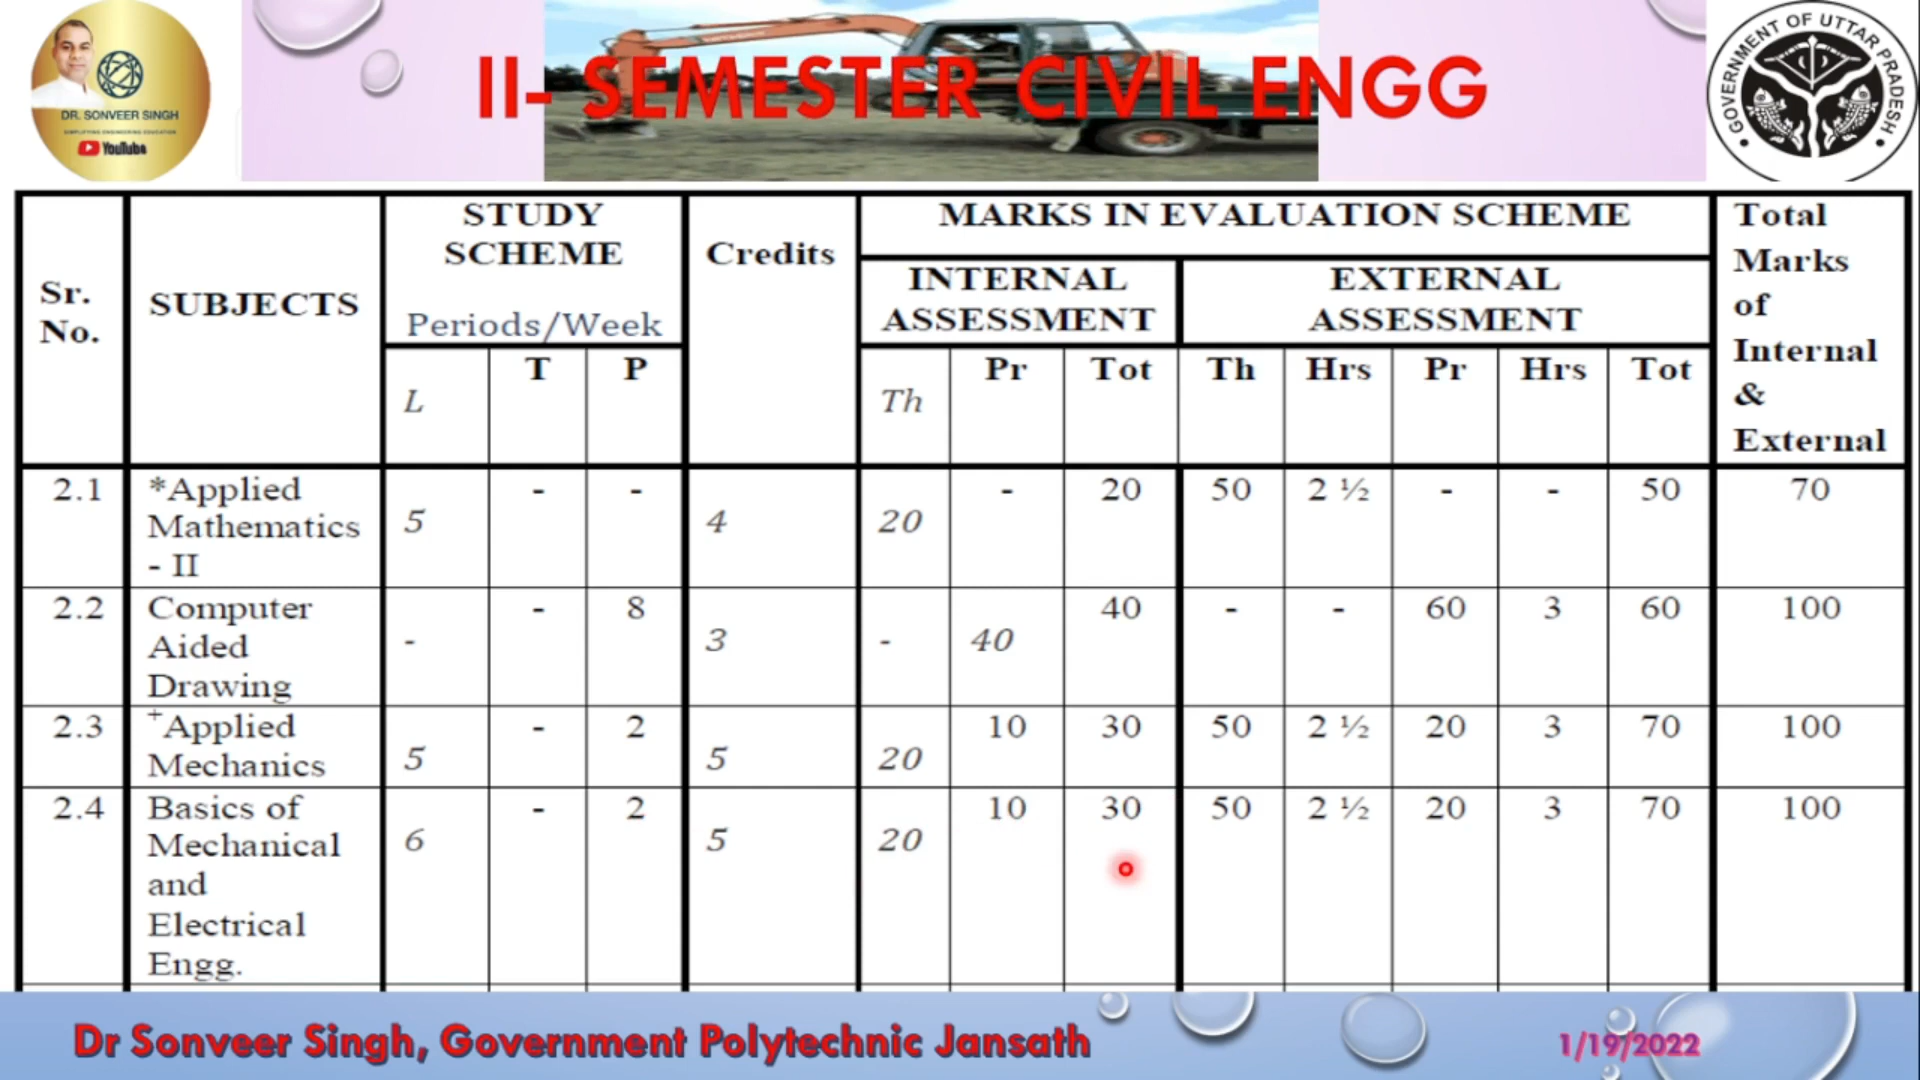 DR. SONVEER SINGH
SIMPLIFYING ENGINEERING EDUCATION
YouTube
II- SEMESTER CIVIL ENGG
GOVERNMENT OF UTTAR PRADESH
Sr. No.
SUBJECTS
STUDY
SCHEME
Periods/Week
Credits
MARKS IN EVALUATION SCHEME
INTERNAL
ASSESSMENT
EXTERNAL
ASSESSMENT
Total
Marks
of
Internal
&
External
L T P Th Pr Tot Th Hrs Pr Hrs Tot
2.1 *Applied Mathematics - II 5 - - 4 20 - 20 50 2 ½ - - 50 70
2.2 Computer Aided Drawing - - 8 3 - 40 40 - - 60 3 60 100
2.3 +Applied Mechanics 5 - 2 5 20 10 30 50 2 ½ 20 3 70 100
2.4 Basics of Mechanical and Electrical Engg. 6 - 2 5 20 10 30 50 2 ½ 20 3 70 100
Dr Sonveer Singh, Government Polytechnic Jansath
1/19/2022